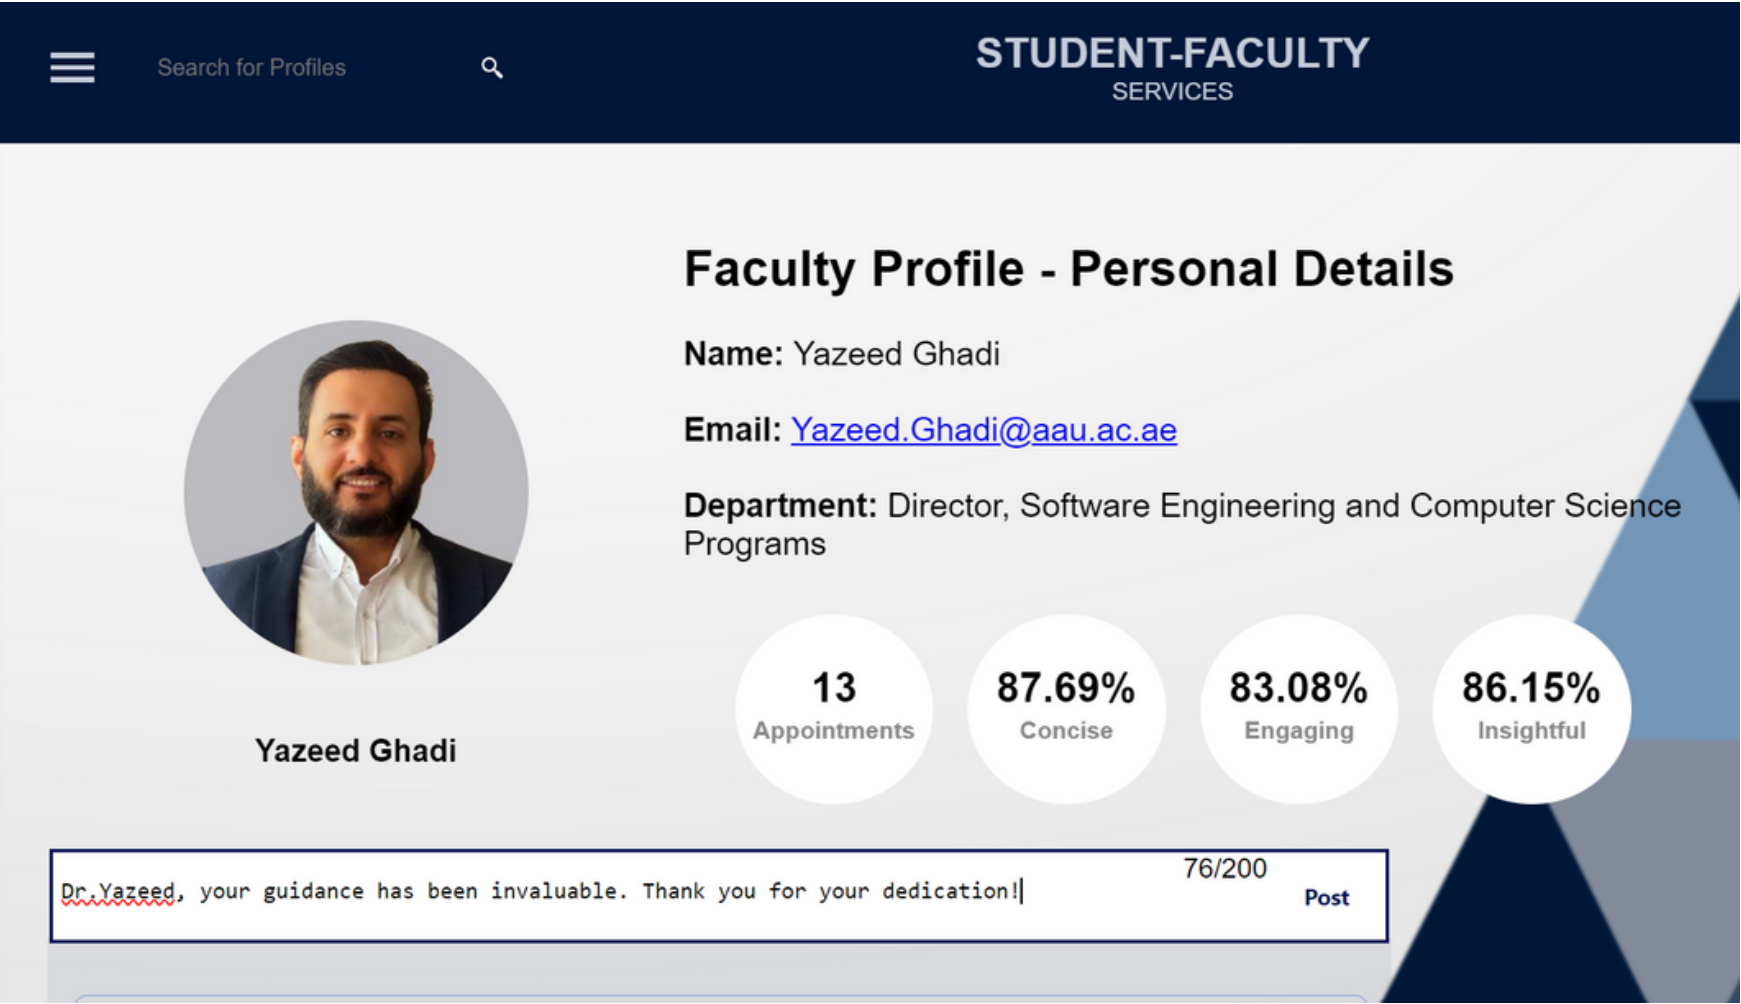 Search for Profiles
STUDENT-FACULTY
SERVICES
Faculty Profile - Personal Details
Name: Yazeed Ghadi
Email: Yazeed.Ghadi@aau.ac.ae
Department: Director, Software Engineering and Computer Science
Programs
13
Appointments
87.69%
Concise
83.08%
Engaging
86.15%
Insightful
Yazeed Ghadi
76/200
Dr.Yazeed, your guidance has been invaluable. Thank you for your dedication!
Post